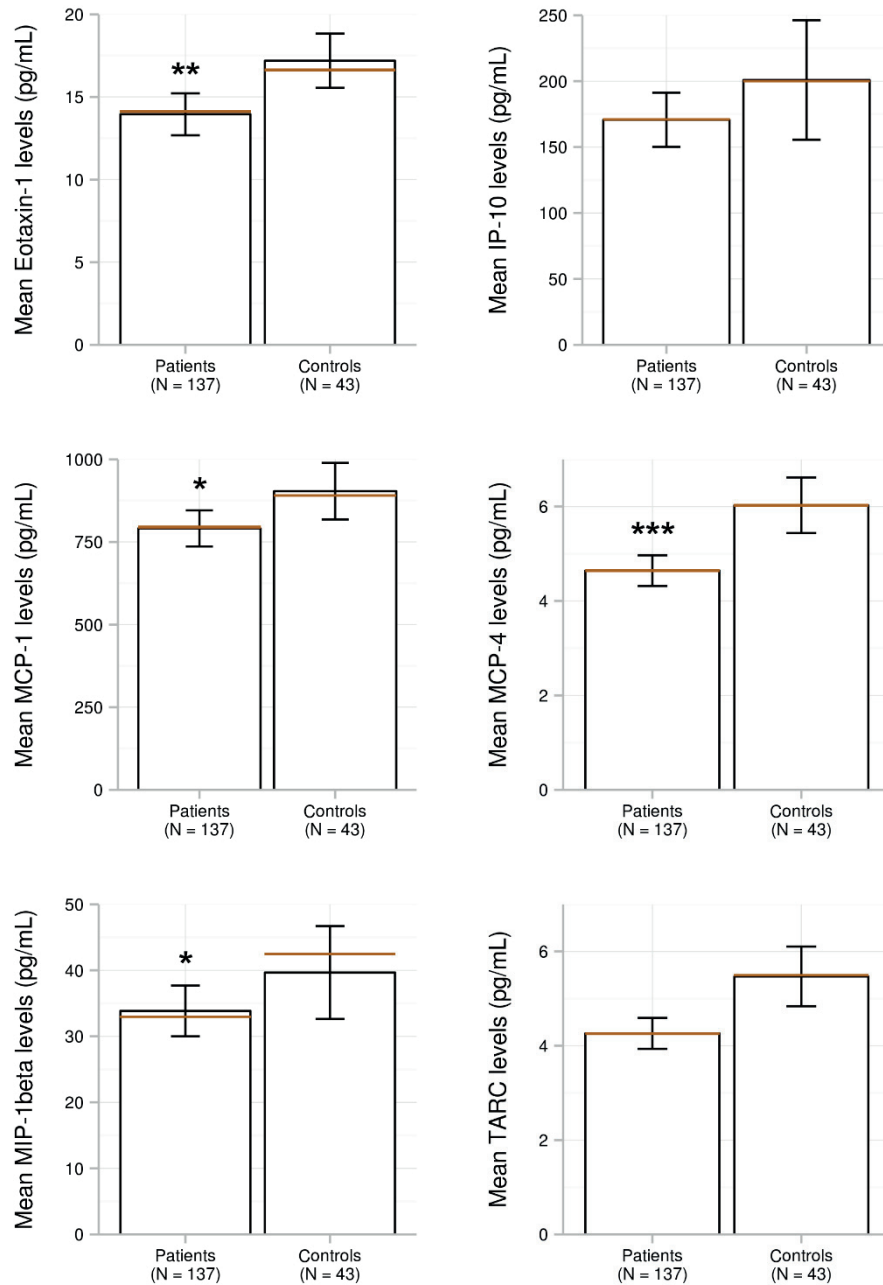 Mean Eotaxin-1 levels (pg/mL)
20
15
10
5
0
**
Patients
(N = 137)
Controls
(N = 43)
Mean IP-10 levels (pg/mL)
250
200
150
100
50
0
Patients
(N = 137)
Controls
(N = 43)
Mean MCP-1 levels (pg/mL)
1000
750
500
250
0
*
Patients
(N = 137)
Controls
(N = 43)
Mean MCP-4 levels (pg/mL)
6
4
2
0
***
Patients
(N = 137)
Controls
(N = 43)
Mean MIP-1beta levels (pg/mL)
50
40
30
20
10
0
*
Patients
(N = 137)
Controls
(N = 43)
Mean TARC levels (pg/mL)
6
4
2
0
Patients
(N = 137)
Controls
(N = 43)